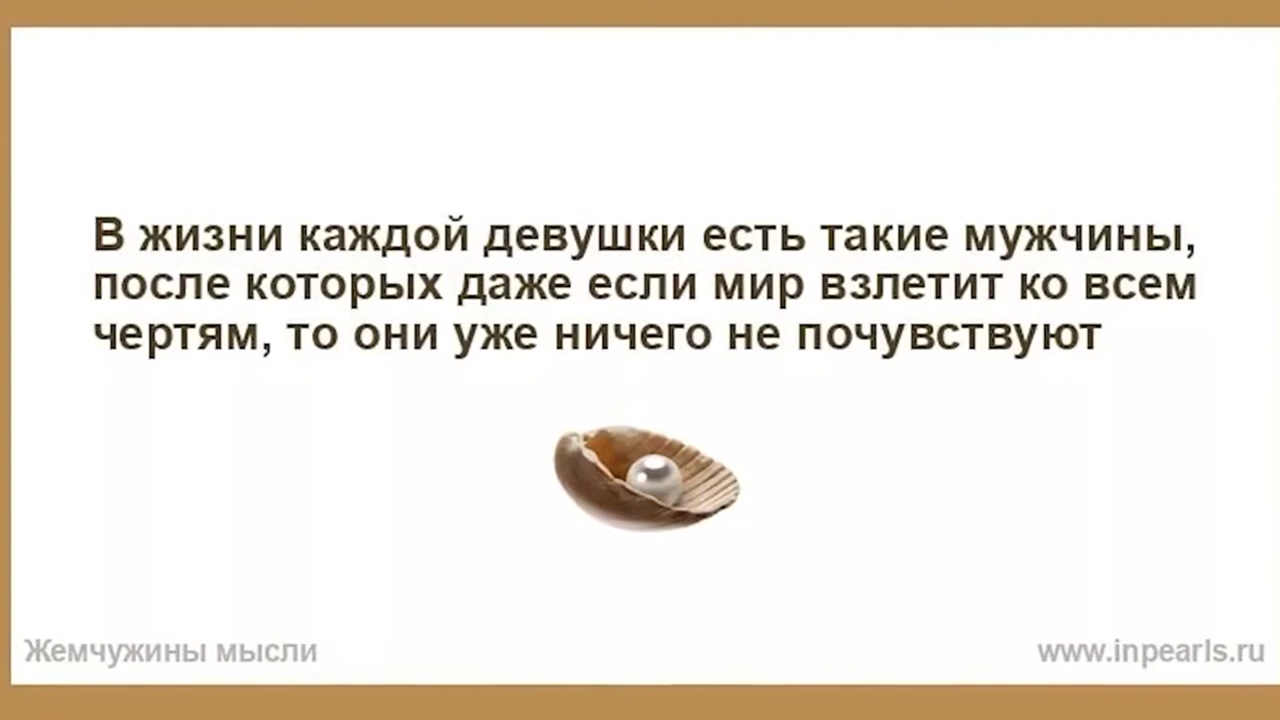 В жизни каждой девушки есть такие мужчины,
после которых даже если мир взлетит ко всем
чертям, то они уже ничего не почувствуют
Жемчужины мысли
www.inpearls.ru